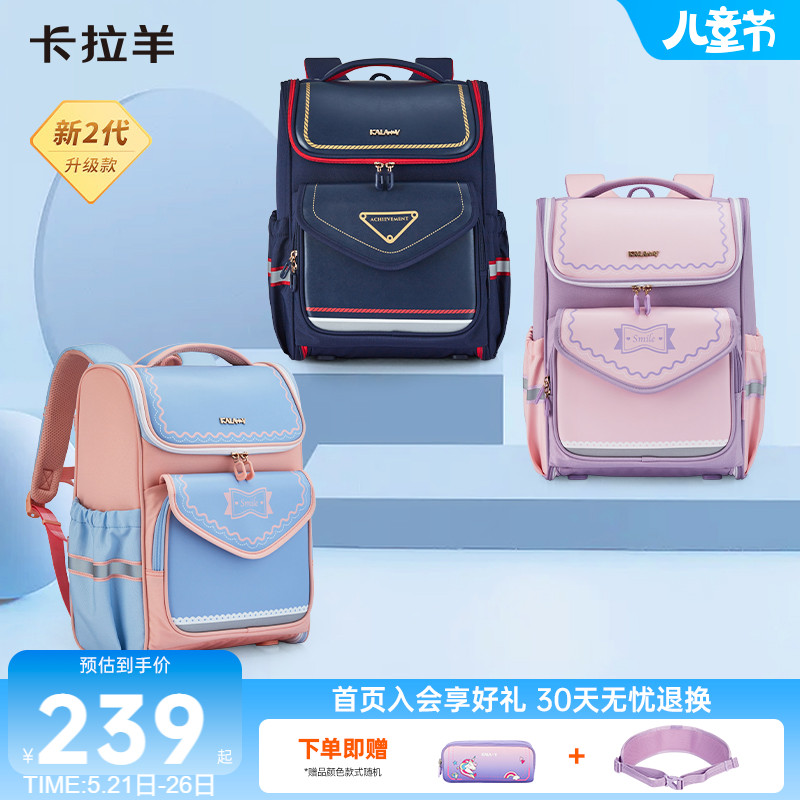 卡拉羊
儿童节
新2代
升级款
KALA
ACHIEVEMENT
Smile
Smile
预估到手价
¥239起
TIME:5.21日-26日
首页入会享好礼 30天无忧退换
下单即赠
*赠品颜色款式随机
+